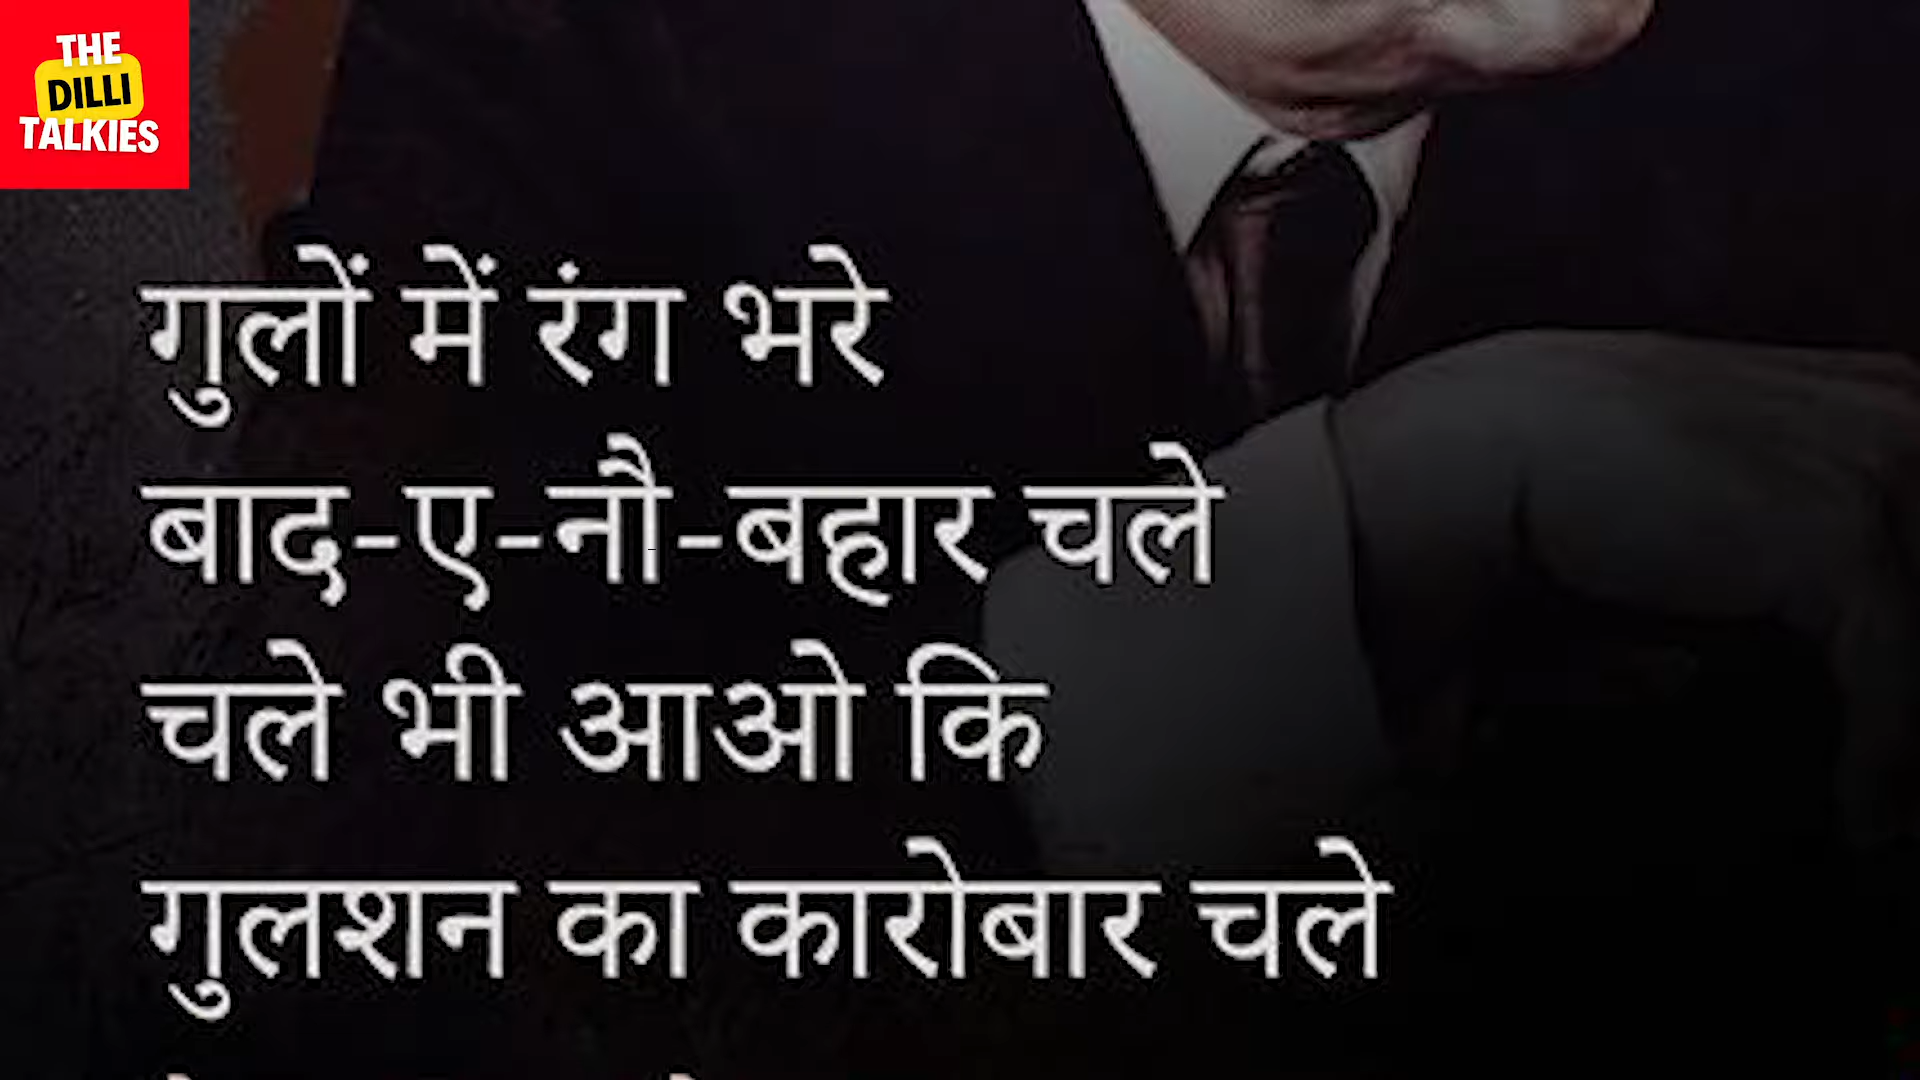 THE
DILLI
TALKIES
गुलों में रंग भरे
बाद-ए-नौ-बहार चले
चले भी आओ कि
गुलशन का कारोबार चले